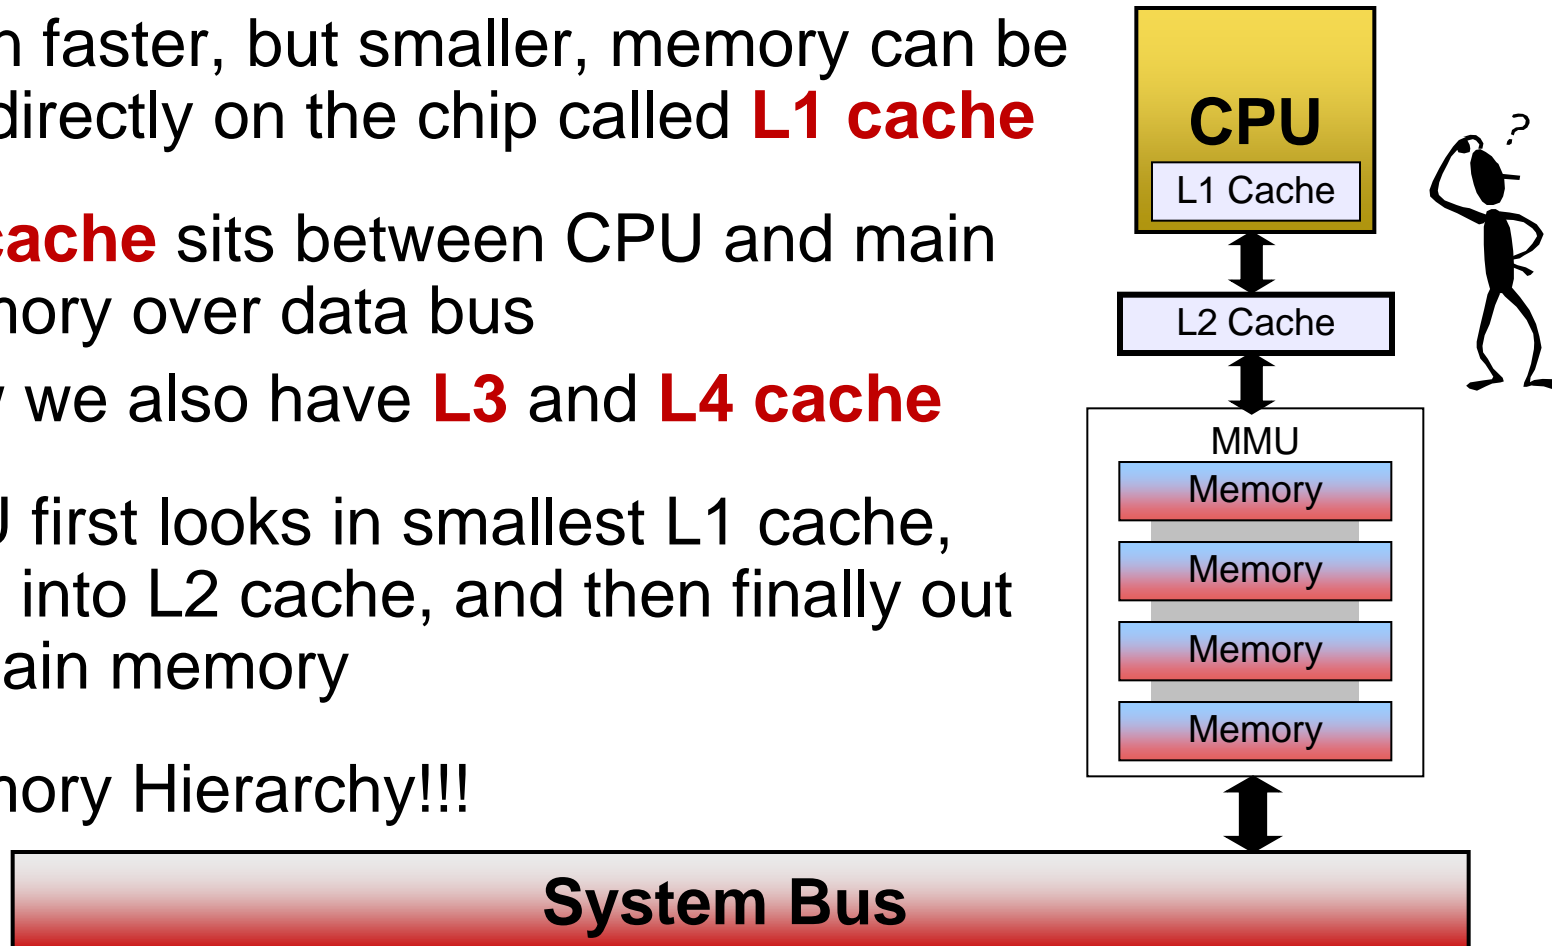 n faster, but smaller, memory can be
directly on the chip called L1 cache
cache sits between CPU and main
nory over data bus
we also have L3 and L4 cache
first looks in smallest L1 cache,
into L2 cache, and then finally out
ain memory
nory Hierarchy!!!
CPU
L1 Cache
?
L2 Cache
MMU
Memory
Memory
Memory
Memory
System Bus